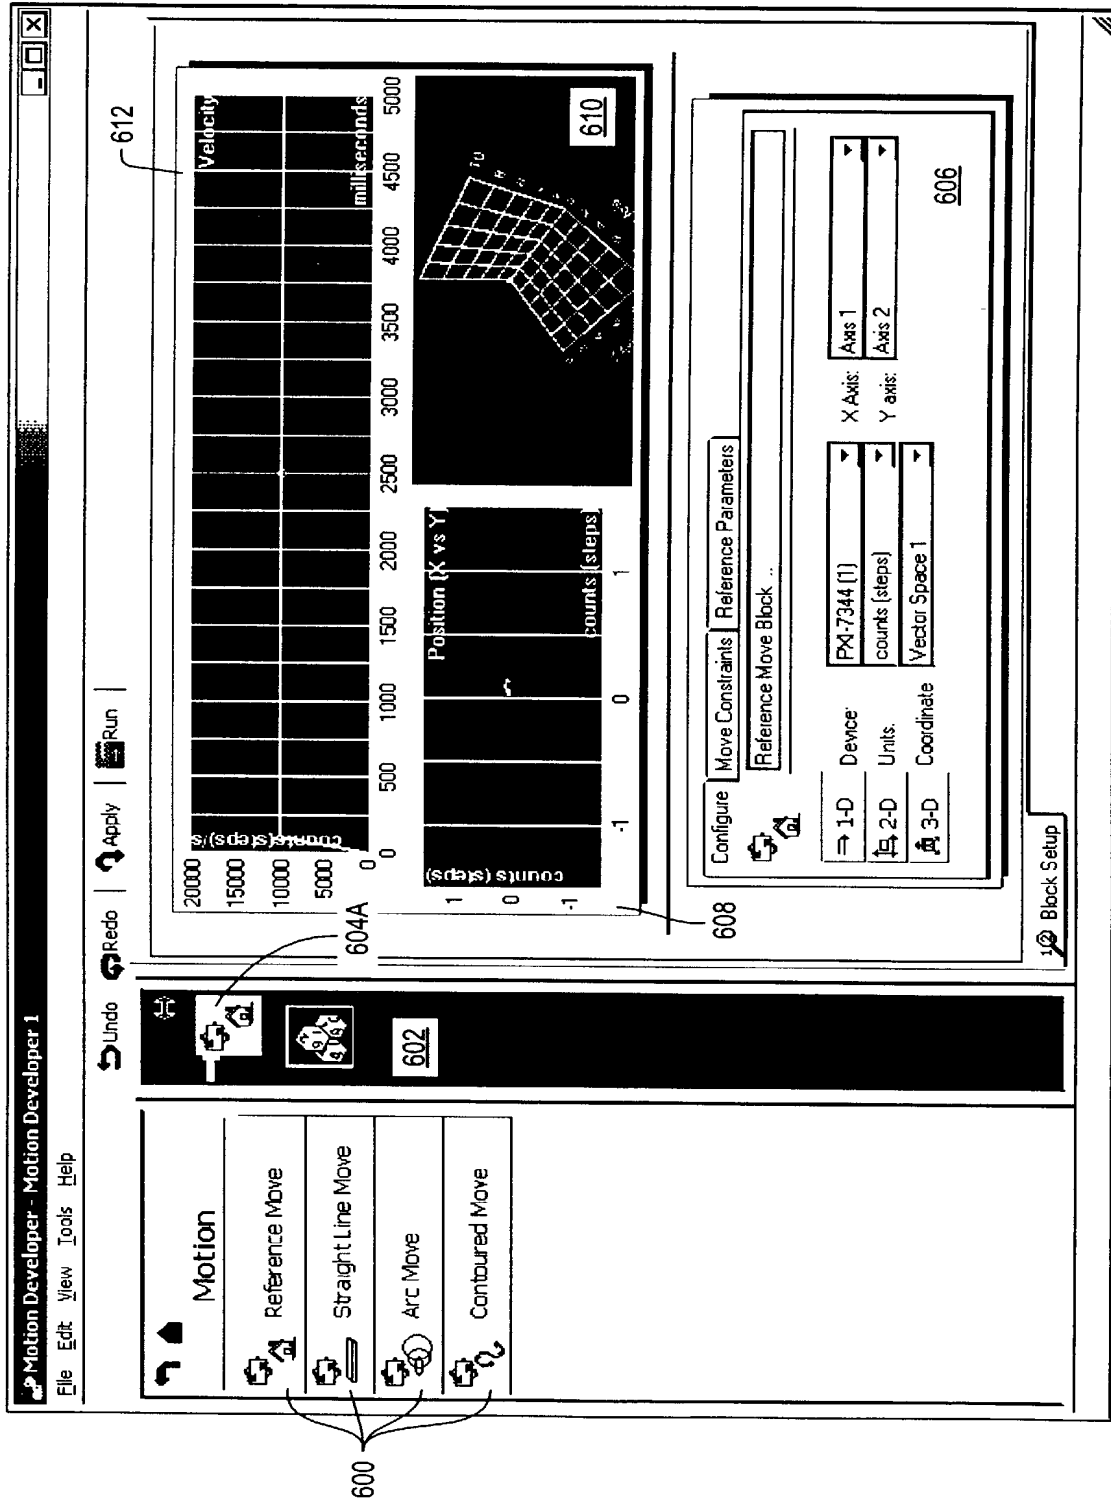 Motion Developer - Motion Developer 1
File Edit View Tools Help
Undo Redo Apply Run
Motion
Reference Move
Straight Line Move
Arc Move
Contoured Move
600
602
604A
612
20000
15000
10000
5000
0
counts(steps)/s
Velocity
milliseconds
0 500 1000 1500 2000 2500 3000 3500 4000 4500 5000
608
1
0
-1
counts (steps)
Position (X vs Y)
counts (steps)
-1 0 1
610
Configure Move Constraints Reference Parameters
Reference Move Block ..
1-D Device: PXI-7344 (1) X Axis: Axis 1
2-D Units. counts (steps) Y axis: Axis 2
3-D Coordinate Vector Space 1
606
Block Setup